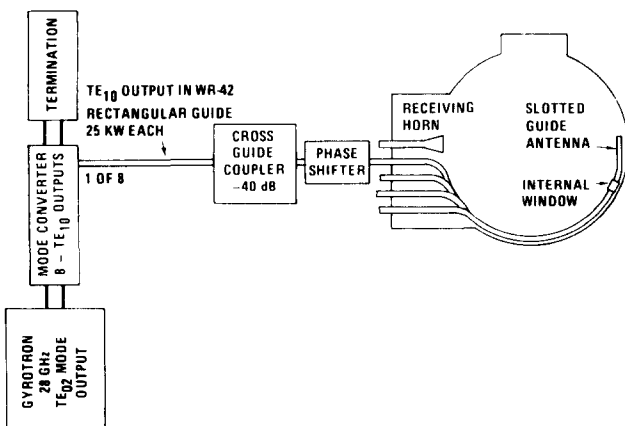 TERMINATION
TE10 OUTPUT IN WR-42
RECTANGULAR GUIDE
25 KW EACH
1 OF 8
MODE CONVERTER
8 – TE10 OUTPUTS
GYROTRON
28 GHz
TE02 MODE
OUTPUT
CROSS
GUIDE
COUPLER
–40 dB
PHASE
SHIFTER
RECEIVING
HORN
SLOTTED
GUIDE
ANTENNA
INTERNAL
WINDOW